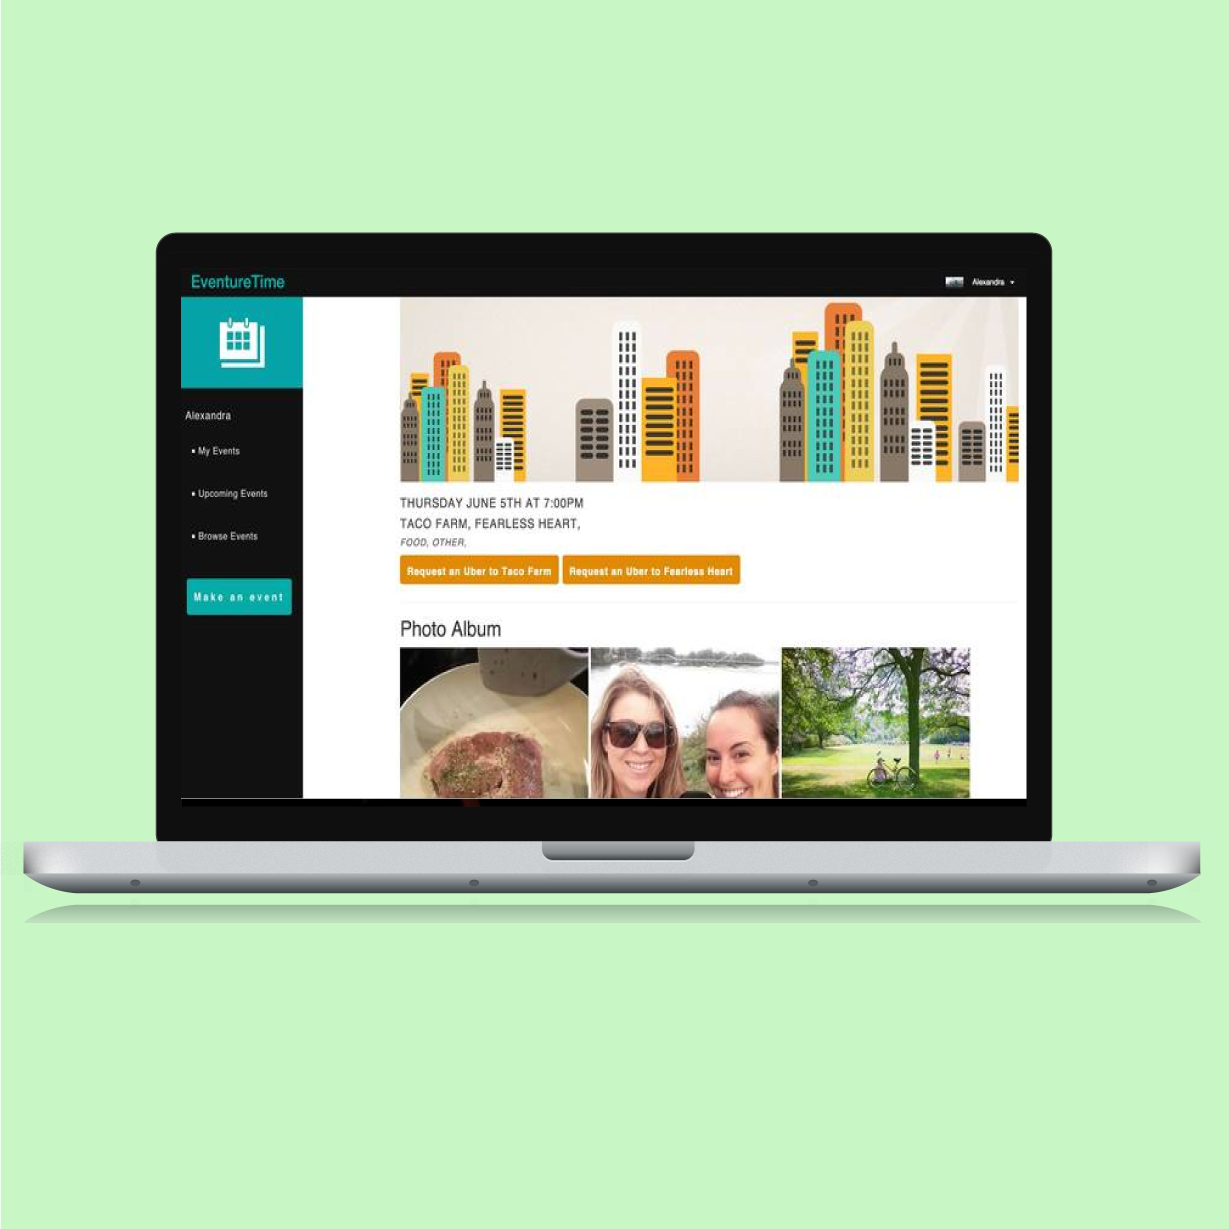 EventureTime
Alexandra
Alexandra
My Events
Upcoming Events
Browse Events
Make an event
THURSDAY JUNE 5TH AT 7:00PM
TACO FARM, FEARLESS HEART,
FOOD, OTHER,
Request an Uber to Taco Farm
Request an Uber to Fearless Heart
Photo Album